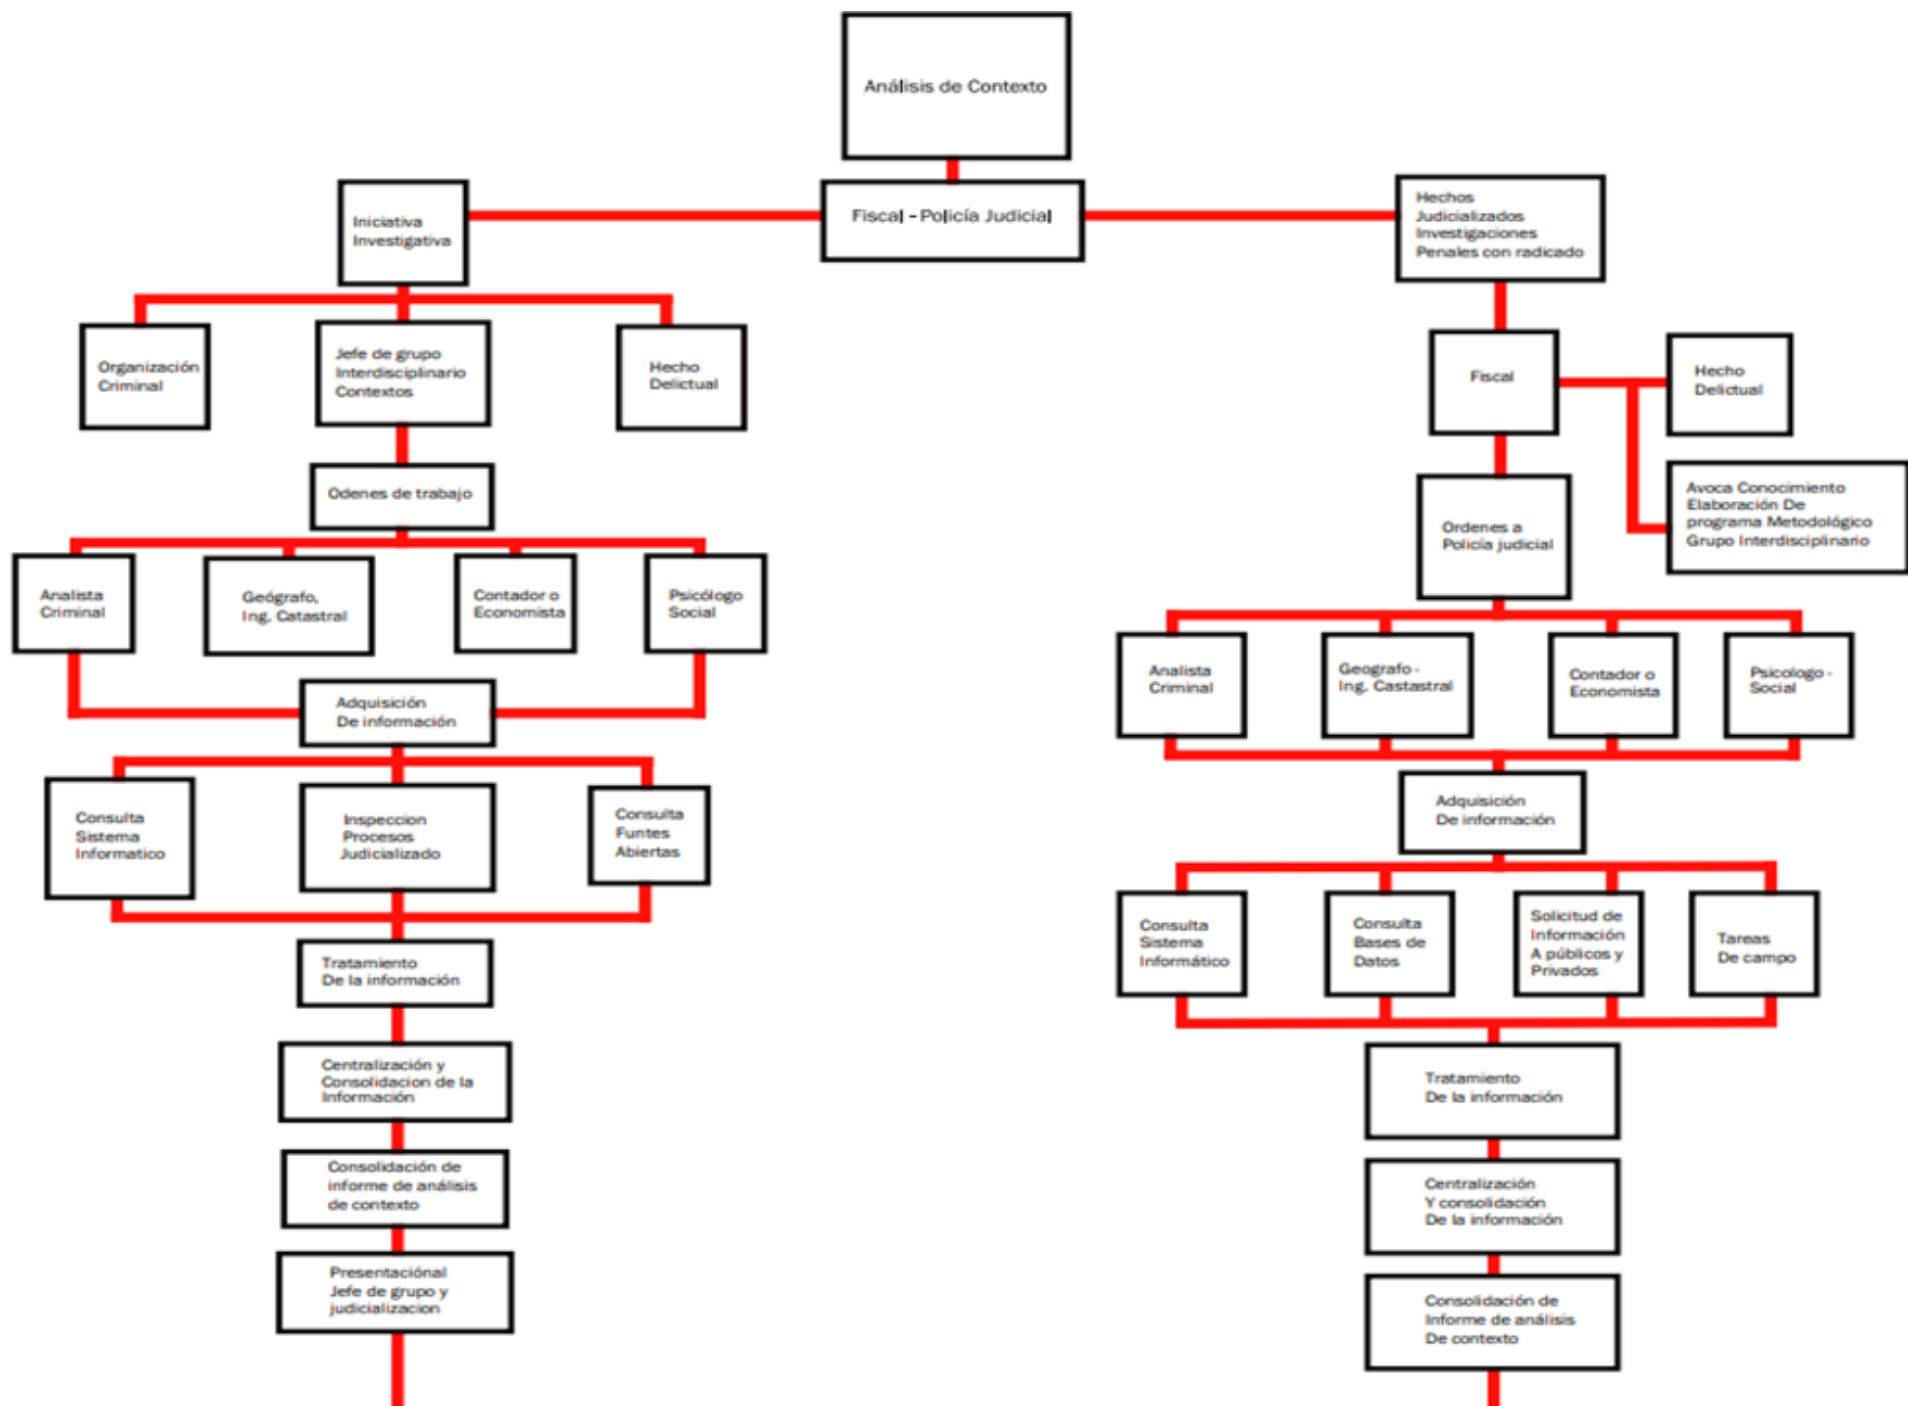 Análisis de Contexto
Fiscal - Policía Judicial
Iniciativa
Investigativa
Hechos
Judicializados
Investigaciones
Penales con radicado
Organización
Criminal
Jefe de grupo
Interdisciplinario
Contextos
Hecho
Delictual
Fiscal
Hecho
Delictual
Odenes de trabajo
Ordenes a
Policía judicial
Avoca Conocimiento
Elaboración De
programa Metodológico
Grupo Interdisciplinario
Analista
Criminal
Geógrafo,
Ing. Catastral
Contador o
Economista
Psicólogo
Social
Analista
Criminal
Geografo -
Ing. Castastral
Contador o
Economista
Psicologo -
Social
Adquisición
De información
Adquisición
De información
Consulta
Sistema
Informatico
Inspeccion
Procesos
Judicializado
Consulta
Funtes
Abiertas
Consulta
Sistema
Informático
Consulta
Bases de
Datos
Solicitud de
Información
A públicos y
Privados
Tareas
De campo
Tratamiento
De la información
Tratamiento
De la información
Centralización y
Consolidacion de la
Información
Centralización
Y consolidación
De la información
Consolidación de
informe de análisis
de contexto
Presentaciónal
Jefe de grupo y
judicializacion
Consolidación de
Informe de análisis
De contexto